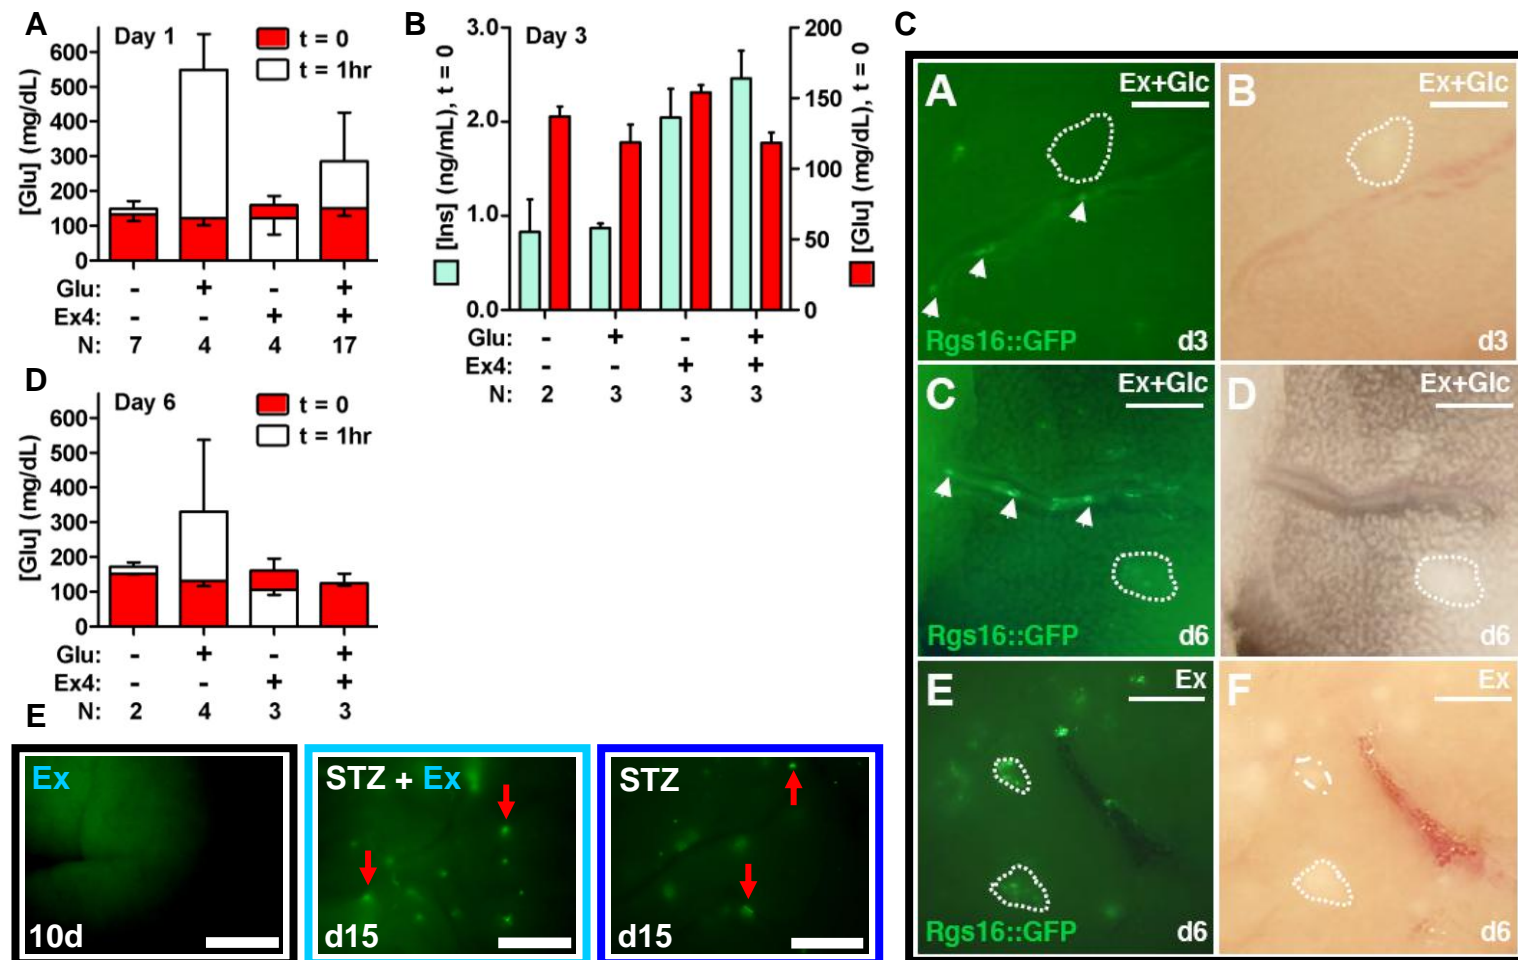 A
Day 1
t = 0
t = 1hr
[Glu] (mg/dL)
600
500
400
300
200
100
0
Glu: - + - +
Ex4: - - + +
N: 7 4 4 17
B
Day 3
[Ins] (ng/mL), t = 0
3.0
2.0
1.0
0.0
200
150
100
50
0
[Glu] (mg/dL), t = 0
Glu: - + - +
Ex4: - - + +
N: 2 3 3 3
C
A
Ex+Glc
Rgs16::GFP
d3
B
Ex+Glc
d3
C
Ex+Glc
Rgs16::GFP
d6
D
Ex+Glc
d6
E
Ex
Rgs16::GFP
d6
F
Ex
d6
D
Day 6
t = 0
t = 1hr
[Glu] (mg/dL)
600
500
400
300
200
100
0
Glu: - + - +
Ex4: - - + +
N: 2 4 3 3
E
Ex
10d
STZ + Ex
d15
STZ
d15